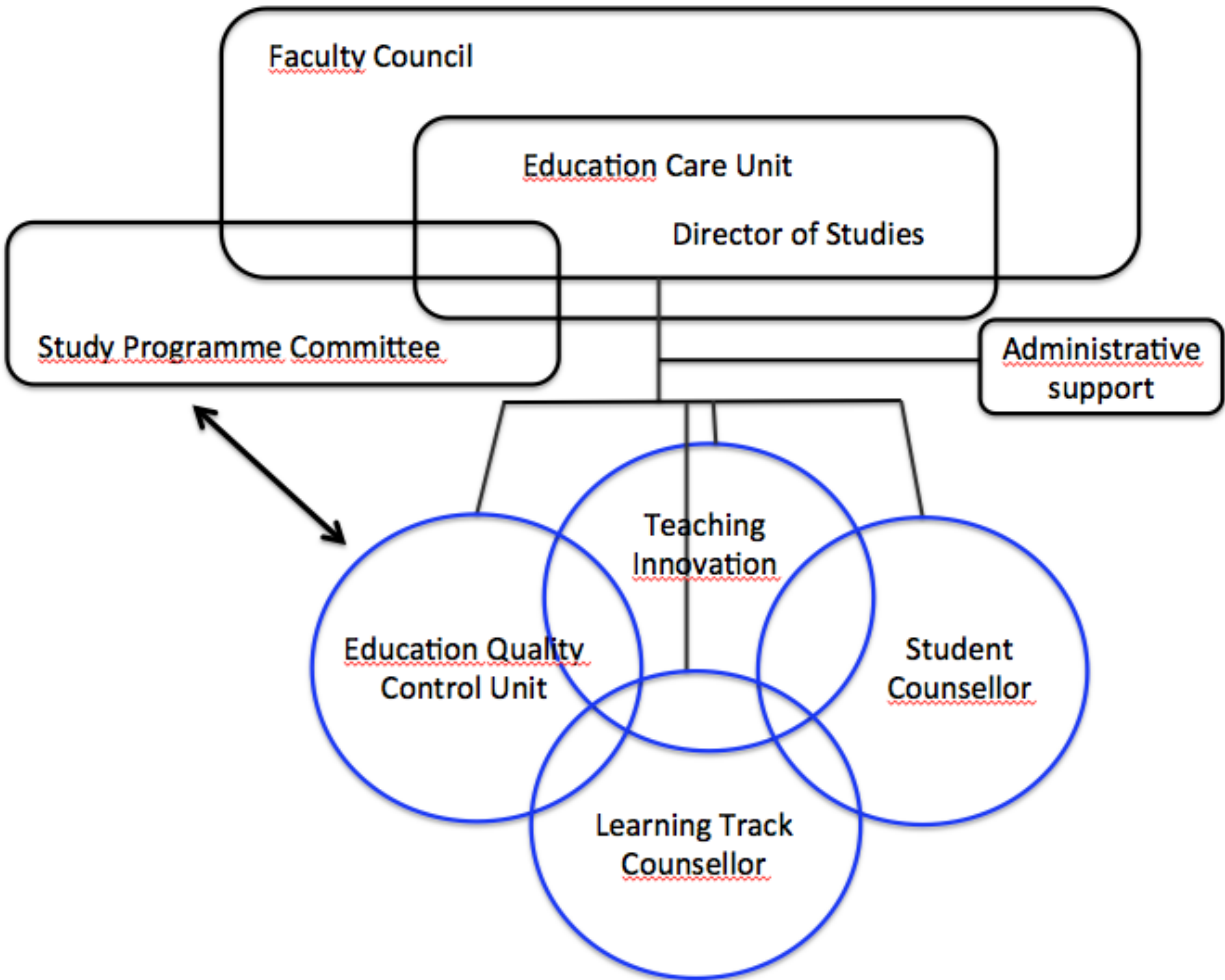 Faculty Council
Education Care Unit
Director of Studies
Study Programme Committee
Administrative
support
Teaching
Innovation
Education Quality
Control Unit
Student
Counsellor
Learning Track
Counsellor